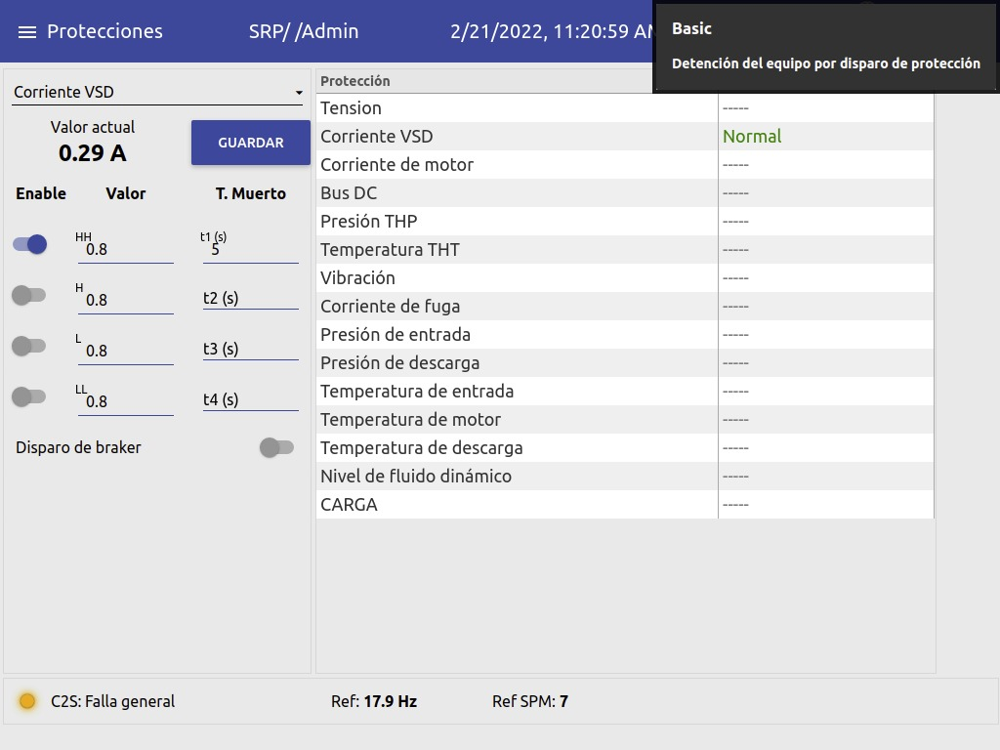 Protecciones
SRP/ /Admin
2/21/2022, 11:20:59 AM
Basic
Detención del equipo por disparo de protección
Corriente VSD
Valor actual
0.29 A
GUARDAR
Enable Valor T. Muerto
HH 0.8 t1 (s) 5
H 0.8 t2 (s)
L 0.8 t3 (s)
LL 0.8 t4 (s)
Disparo de braker
Protección
Tension -----
Corriente VSD Normal
Corriente de motor -----
Bus DC -----
Presión THP -----
Temperatura THT -----
Vibración -----
Corriente de fuga -----
Presión de entrada -----
Presión de descarga -----
Temperatura de entrada -----
Temperatura de motor -----
Temperatura de descarga -----
Nivel de fluido dinámico -----
CARGA -----
C2S: Falla general Ref: 17.9 Hz Ref SPM: 7